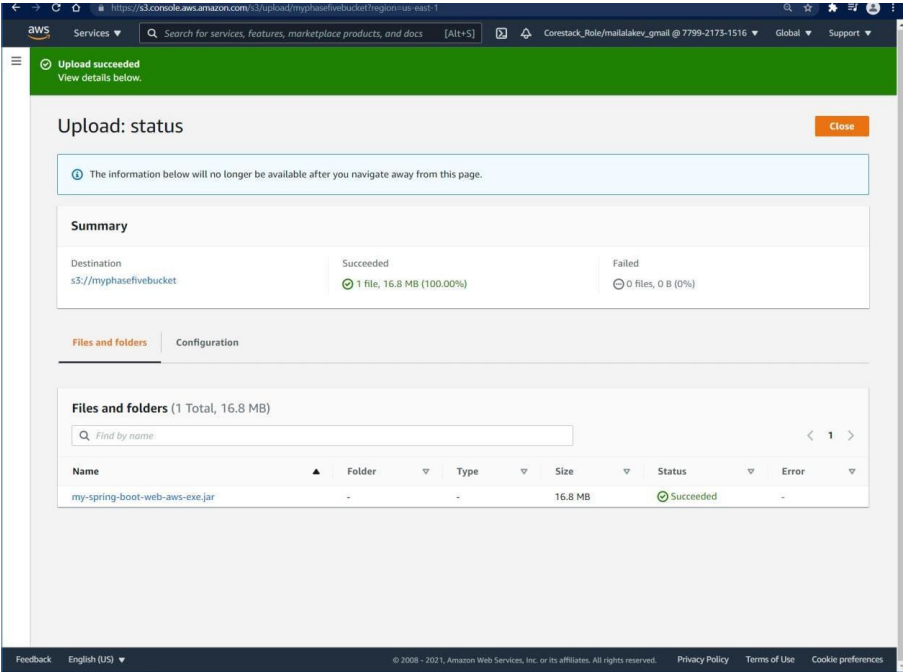 https://s3.console.aws.amazon.com/s3/upload/myphasefivebucket?region=us-east-1
aws Services ▼ Search for services, features, marketplace products, and docs [Alt+S] Corestack_Role/mailalakev_gmail @ 7799-2173-1516 ▼ Global ▼ Support ▼
Upload succeeded
View details below.
Upload: status
Close
The information below will no longer be available after you navigate away from this page.
Summary
Destination Succeeded Failed
s3://myphasefivebucket 1 file, 16.8 MB (100.00%) 0 files, 0 B (0%)
Files and folders Configuration
Files and folders (1 Total, 16.8 MB)
Find by name
< 1 >
Name Folder Type Size Status Error
my-spring-boot-web-aws-exe.jar - - 16.8 MB Succeeded -
Feedback English (US) ▼ © 2008 - 2021, Amazon Web Services, Inc. or its affiliates. All rights reserved. Privacy Policy Terms of Use Cookie preferences